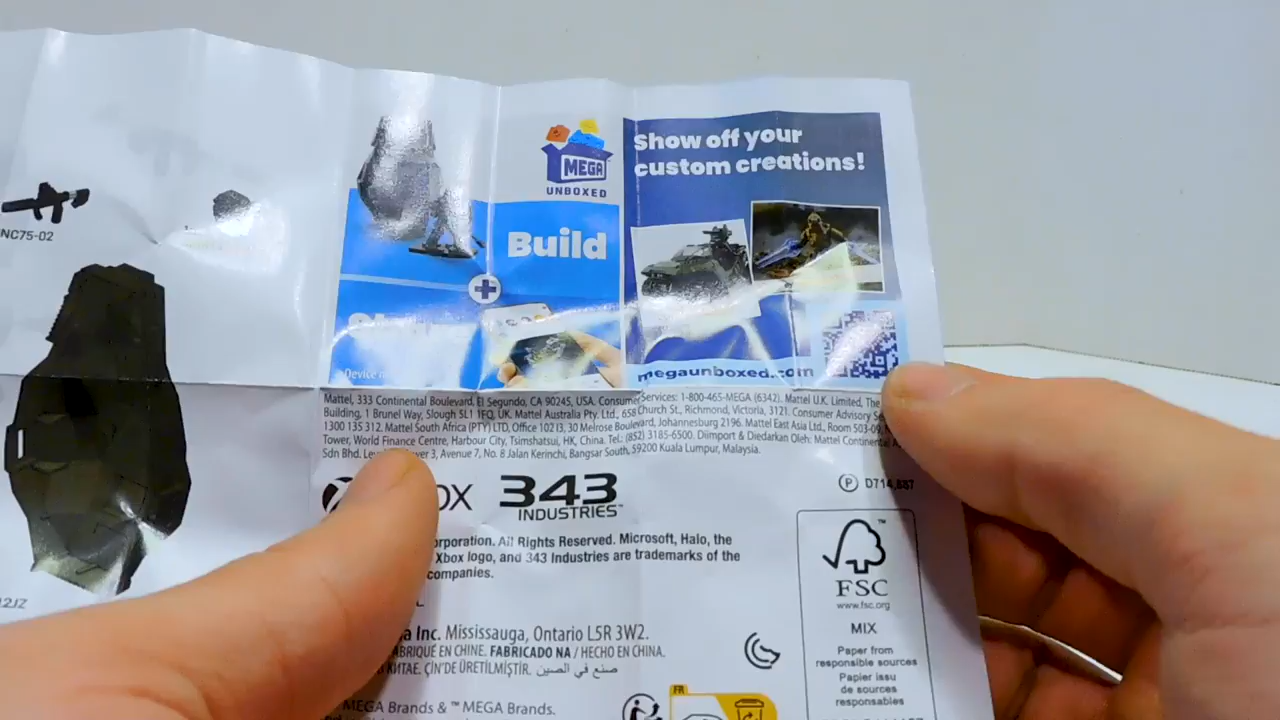 NC75-02
MEGA
UNBOXED
Build
Show off your
custom creations!
megaunboxed.com
Mattel, 333 Continental Boulevard, El Segundo, CA 90245, USA. Consumer Services: 1-800-465-MEGA (6342). Mattel U.K. Limited, The
Building, 1 Brunel Way, Slough SL1 1FQ, UK. Mattel Australia Pty. Ltd., 658 Church St., Richmond, Victoria, 3121. Consumer Advisory
1300 135 312. Mattel South Africa (PTY) LTD, Office 102 I3, 30 Melrose Boulevard, Johannesburg 2196. Mattel East Asia Ltd., Room 503-09,
Tower, World Finance Centre, Harbour City, Tsimshatsui, HK, China. Tel.: (852) 3185-6500. Diimport & Diedarkan Oleh: Mattel Continental
Sdn Bhd. 3, Avenue 7, No. 8 Jalan Kerinchi, Bangsar South, 59200 Kuala Lumpur, Malaysia.
343
INDUSTRIES™
P D714,887
All Rights Reserved. Microsoft, Halo, the
Xbox logo, and 343 Industries are trademarks of the
companies.
FSC™
www.fsc.org
MIX
Paper from
responsible sources
Papier issu
de sources
responsables
Inc. Mississauga, Ontario L5R 3W2.
EN CHINE. FABRICADO NA / HECHO EN CHINA.
ÇİN'DE ÜRETİLMİŞTİR. صنع في الصين
MEGA Brands & ™ MEGA Brands.
FR